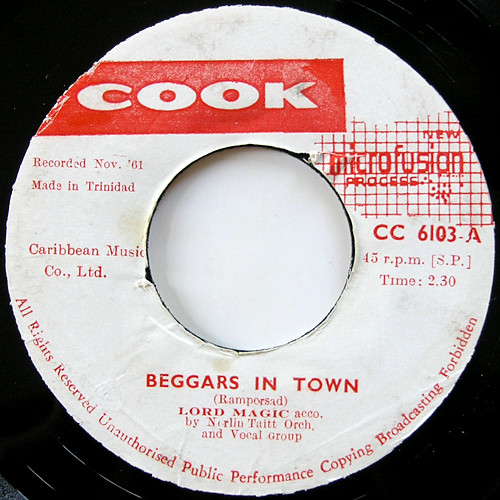 COOK
Recorded Nov. '61
Made in Trinidad
NEW
microfusion
PROCESS
CC 6103-A
Caribbean Music
Co., Ltd.
45 r.p.m. [S.P.]
Time: 2.30
BEGGARS IN TOWN
(Ramporsad)
LORD MAGIC acco.
by Nerlin Taitt Orch.
and Vocal Group
All Rights Reserved Unauthorised Public Performance Copying Broadcasting Forbidden